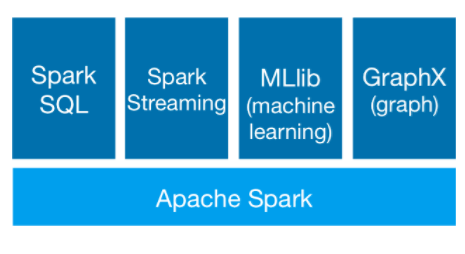 Spark
SQL
Spark
Streaming
MLlib
(machine
learning)
GraphX
(graph)
Apache Spark